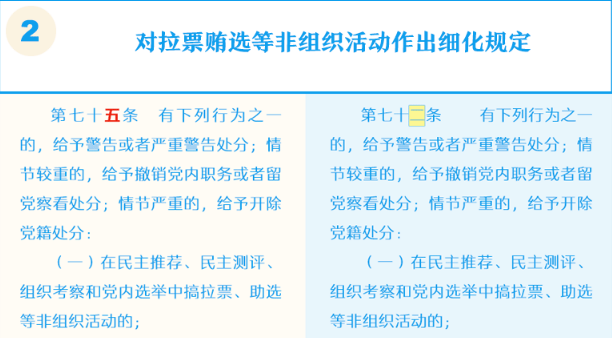 2
对拉票贿选等非组织活动作出细化规定
第七十五条 有下列行为之一
的，给予警告或者严重警告处分；情
节较重的，给予撤销党内职务或者留
党察看处分；情节严重的，给予开除
党籍处分：
（一）在民主推荐、民主测评、
组织考察和党内选举中搞拉票、助选
等非组织活动的；
第七十二条 有下列行为之一
的，给予警告或者严重警告处分；情
节较重的，给予撤销党内职务或者留
党察看处分；情节严重的，给予开除
党籍处分：
（一）在民主推荐、民主测评、
组织考察和党内选举中搞拉票、助选
等非组织活动的；